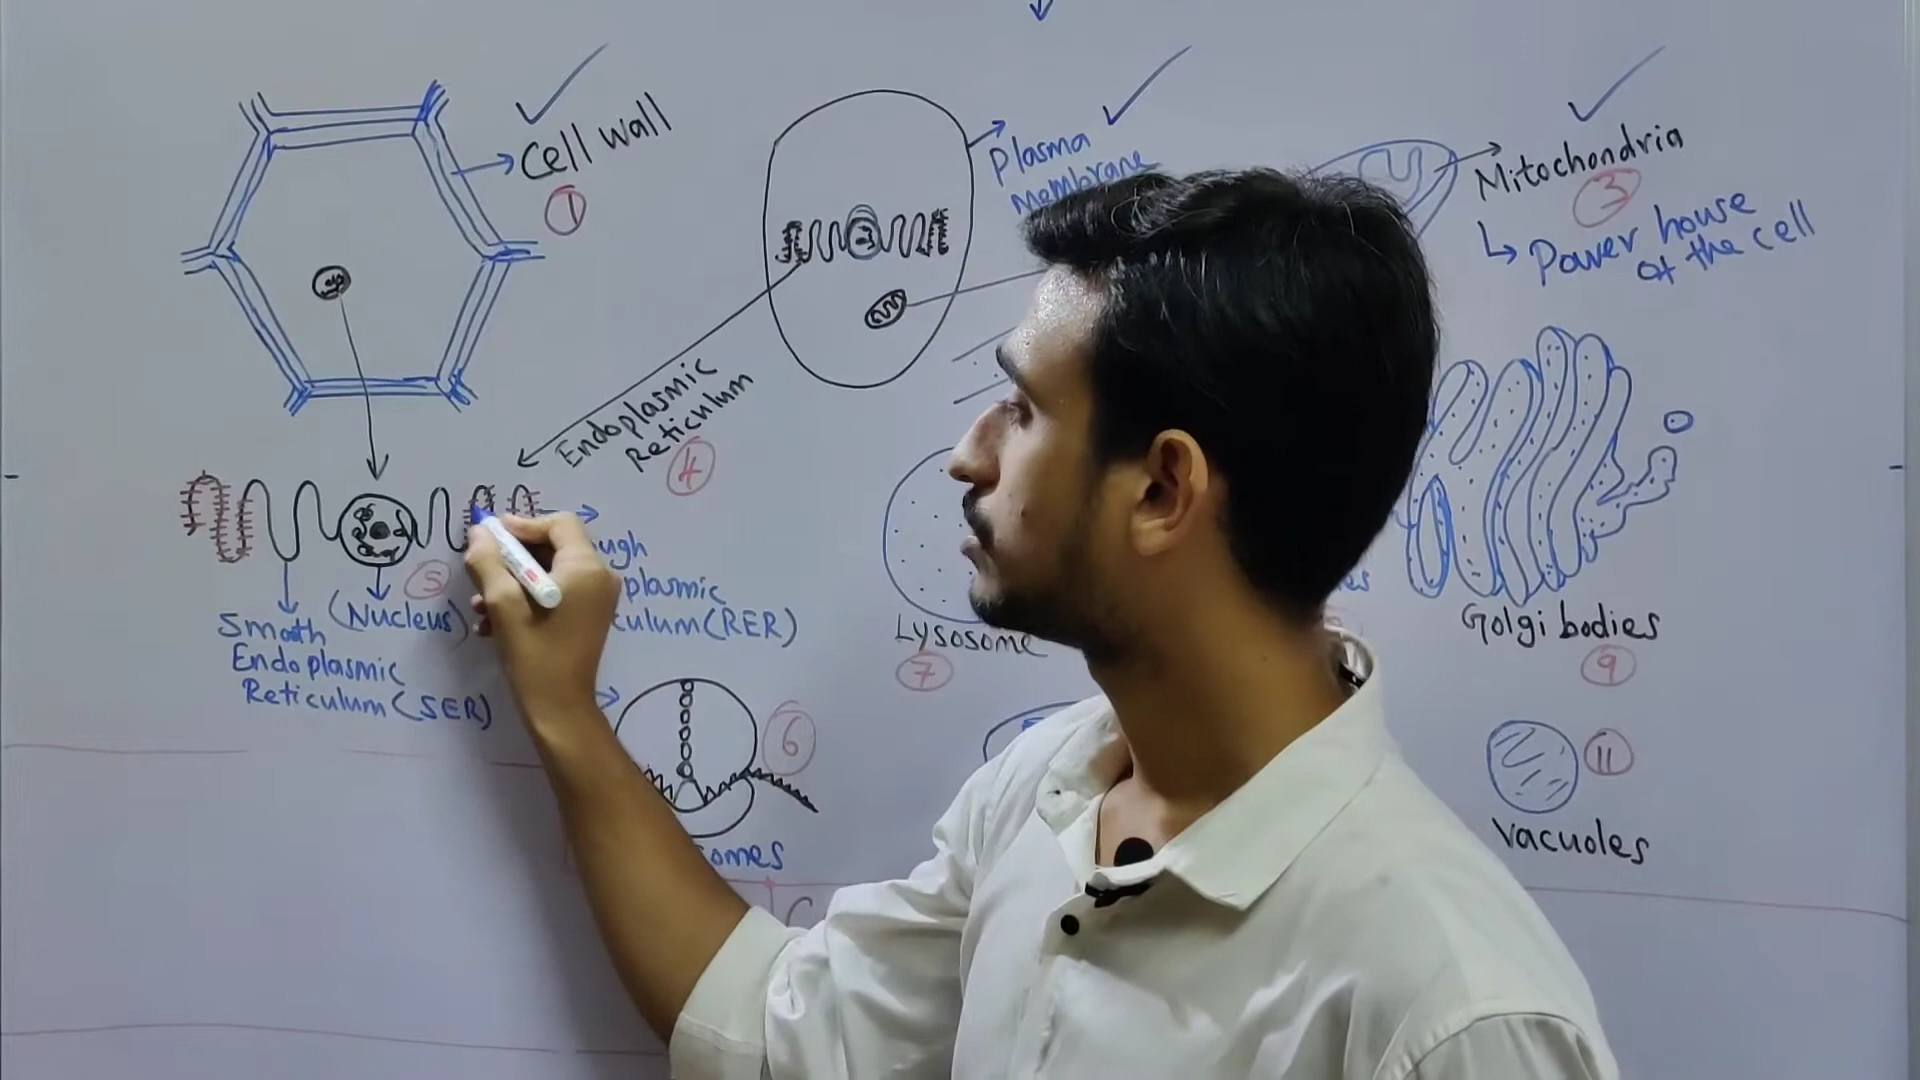 Cell Wall
1
Plasma
Membrane
Mitochondria
3
Power house
of the cell
Endoplasmic
Reticulum
4
5
(Nucleus)
Smooth
Endoplasmic
Reticulum (SER)
(RER)
Lysosome
7
Golgi bodies
9
6
11
Vacuoles